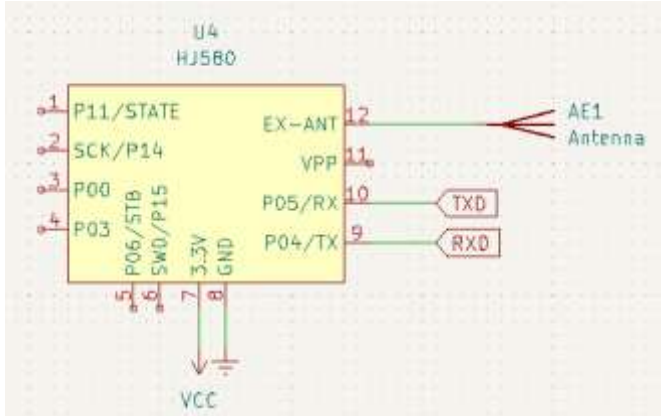 U4
HJ580
1 P11/STATE
2 SCK/P14
3 P00
4 P03
EX-ANT 12
VPP 11
P05/RX 10
P04/TX 9
P06/STB 5
SWD/P15 6
3.3V 7
GND 8
AE1
Antenna
TXD
RXD
VCC